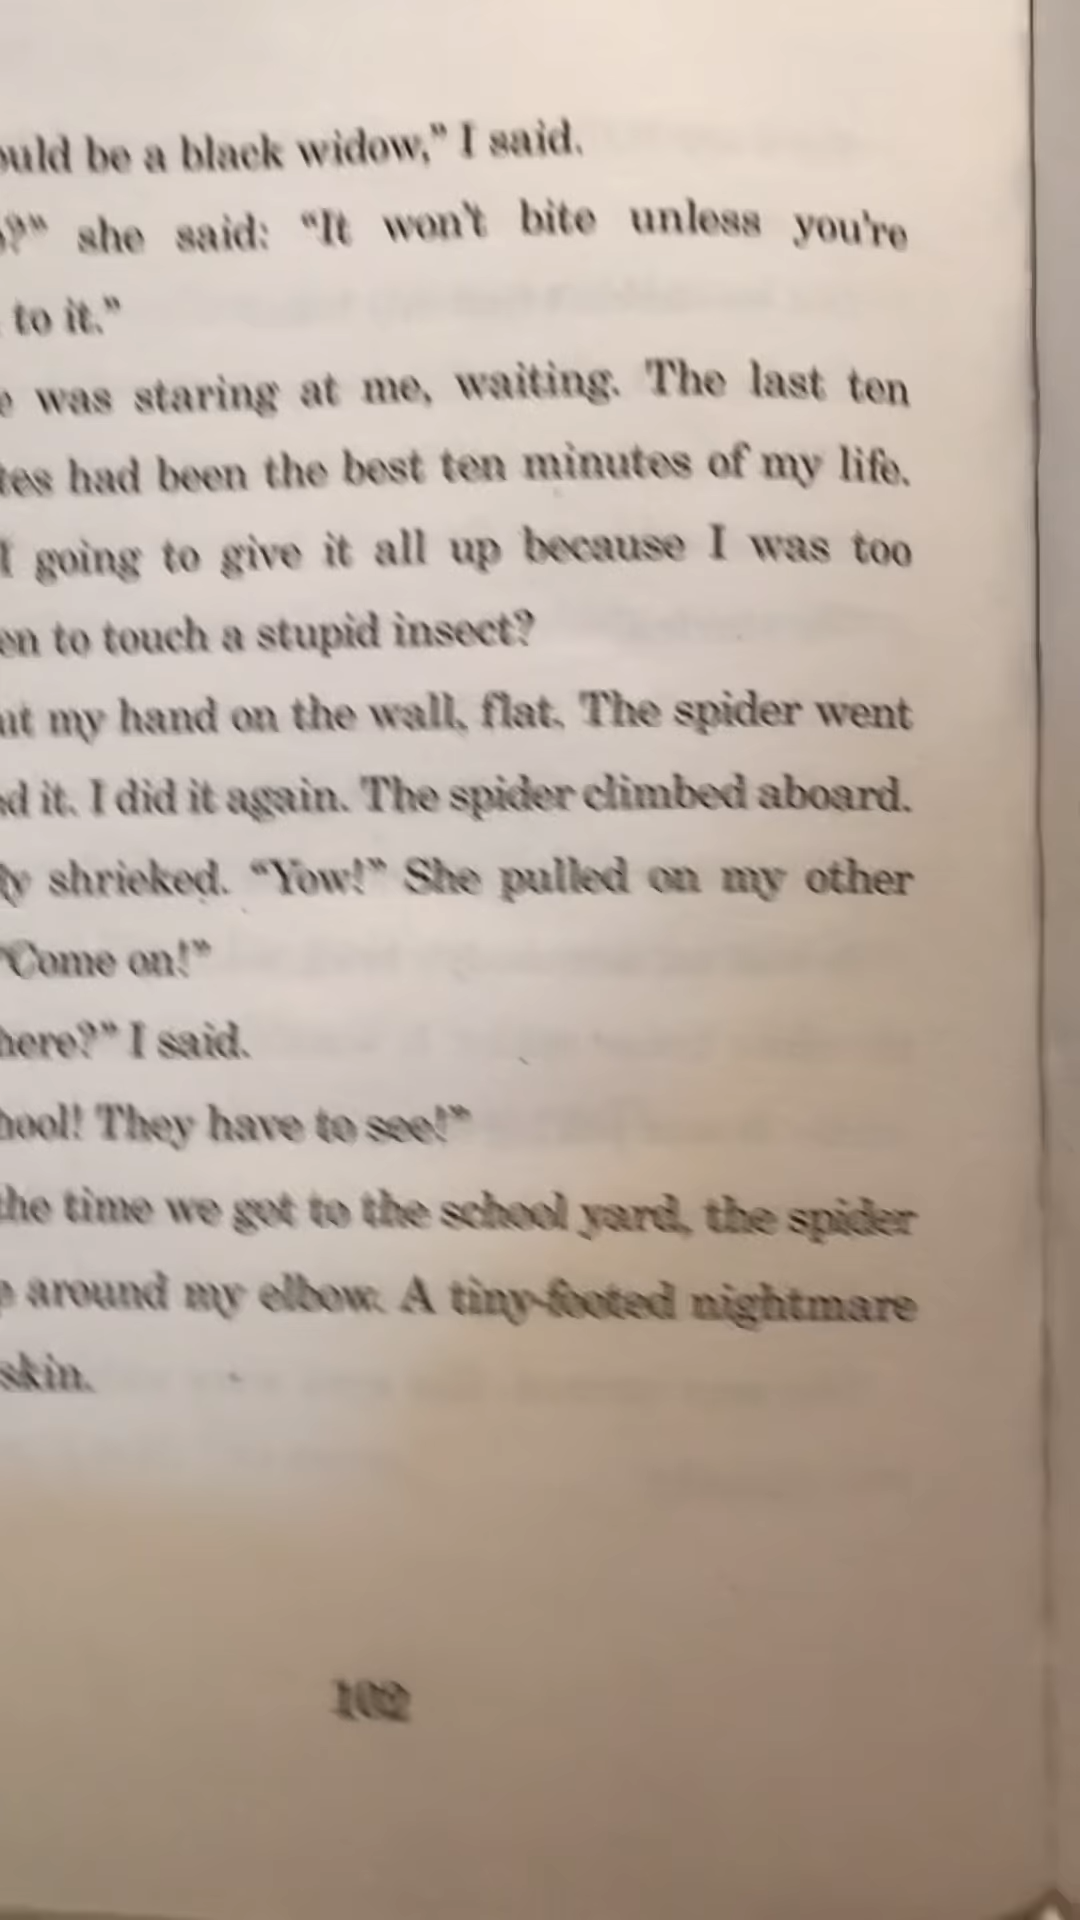 ould be a black widow," I said.
?" she said: "It won't bite unless you're
to it."
e was staring at me, waiting. The last ten
tes had been the best ten minutes of my life.
I going to give it all up because I was too
en to touch a stupid insect?
ut my hand on the wall, flat. The spider went
nd it. I did it again. The spider climbed aboard.
ly shrieked. "Yow!" She pulled on my other
"Come on!"
here?" I said.
hool! They have to see!"
the time we got to the school yard, the spider
around my elbow. A tiny-footed nightmare
skin.
102